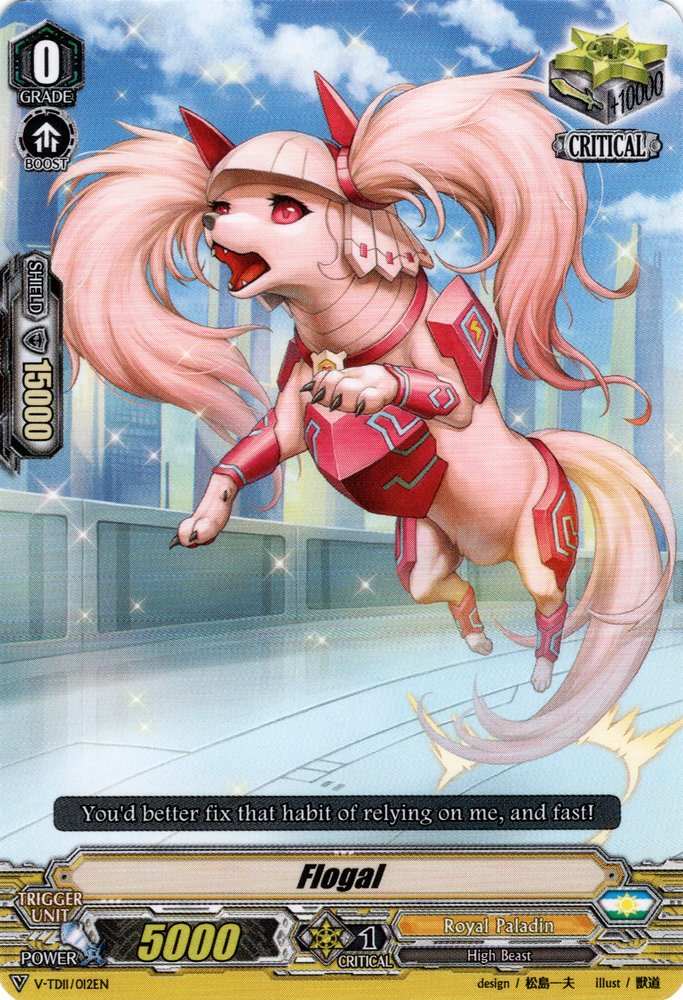 0
GRADE
BOOST
+10000
CRITICAL
SHIELD
15000
You'd better fix that habit of relying on me, and fast!
Flogal
TRIGGER
UNIT
POWER
5000
1
CRITICAL
Royal Paladin
High Beast
V-TD11/012EN
design / 松島一夫
illust / 獣道